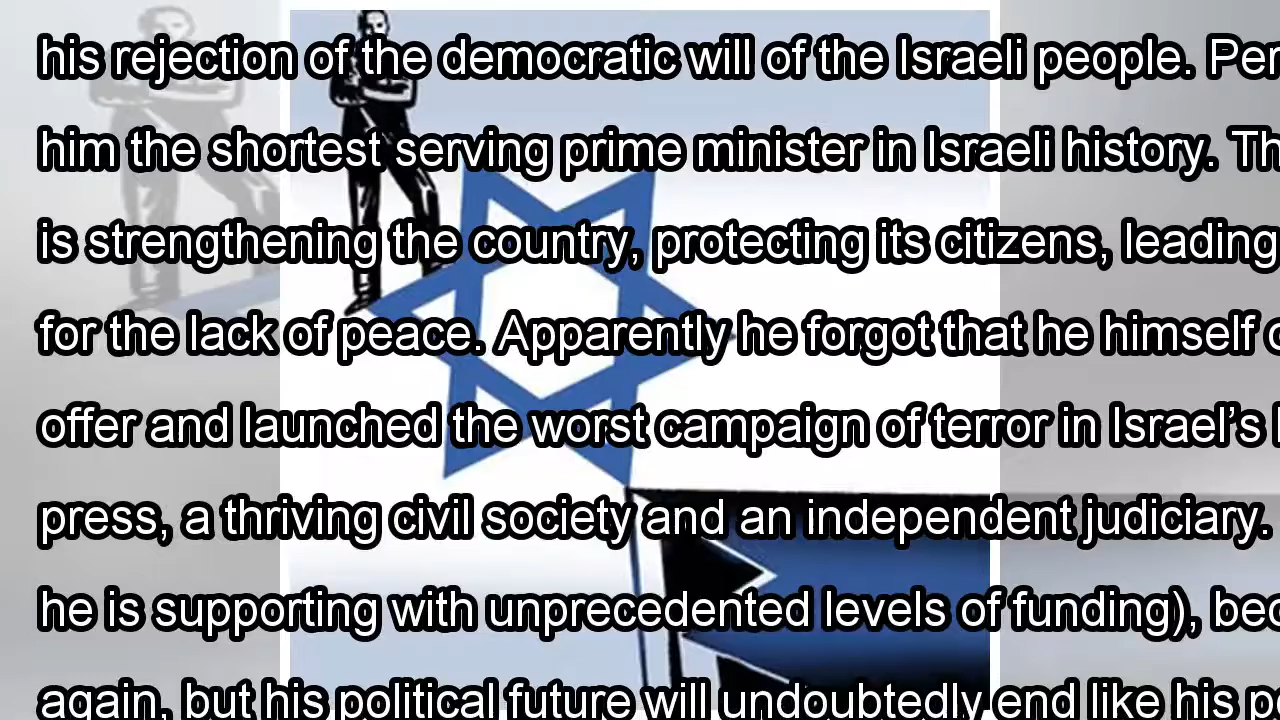 his rejection of the democratic will of the Israeli people.
him the shortest serving prime minister in Israeli history.
is strengthening the country, protecting its citizens, leading
for the lack of peace. Apparently he forgot that he himself
offer and launched the worst campaign of terror in Israel’s
press, a thriving civil society and an independent judiciary.
he is supporting with unprecedented levels of funding),
again, but his political future will undoubtedly end like his